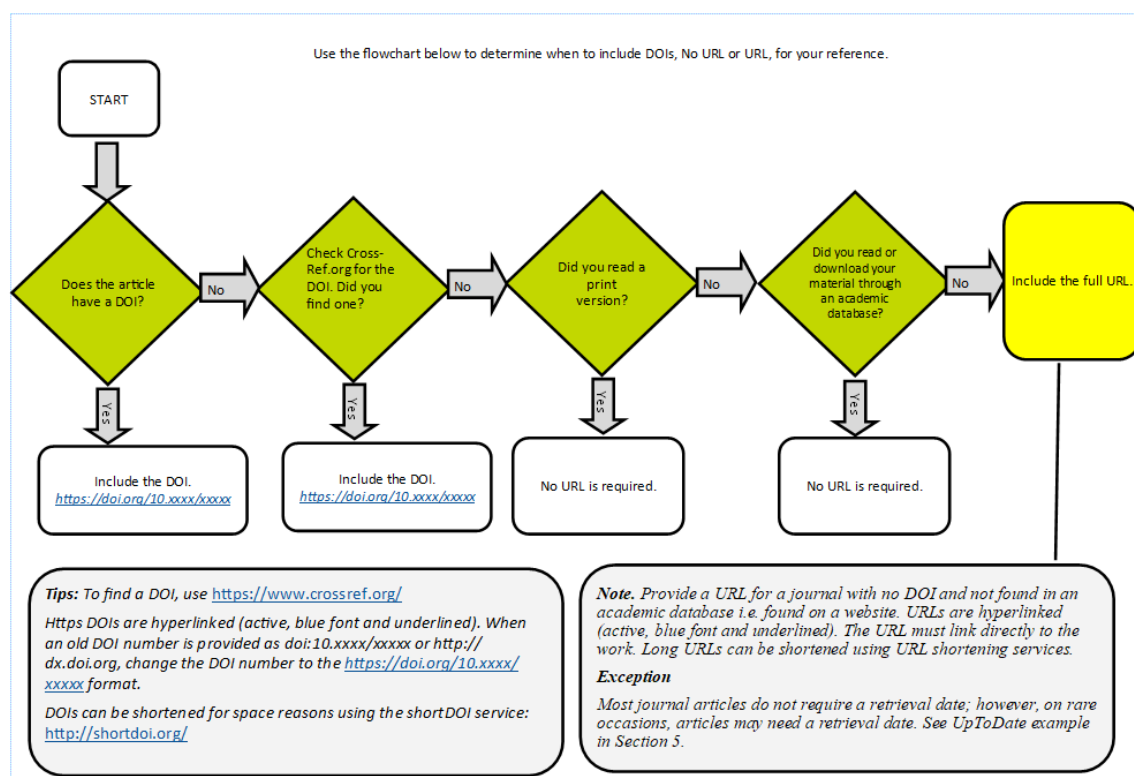 Use the flowchart below to determine when to include DOIs, No URL or URL, for your reference.
START
Does the article
have a DOI?
No
Check Cross-
Ref.org for the
DOI. Did you
find one?
No
Did you read a
print
version?
No
Did you read or
download your
material through
an academic
database?
No
Include the full URL.
Yes
Yes
Yes
Yes
Include the DOI.
https://doi.org/10.xxxx/xxxxx
Include the DOI.
https://doi.org/10.xxxx/xxxxx
No URL is required.
No URL is required.
Tips: To find a DOI, use https://www.crossref.org/
Https DOIs are hyperlinked (active, blue font and underlined). When
an old DOI number is provided as doi:10.xxxx/xxxxx or http://
dx.doi.org, change the DOI number to the https://doi.org/10.xxxx/
xxxxx format.
DOIs can be shortened for space reasons using the shortDOI service:
http://shortdoi.org/
Note. Provide a URL for a journal with no DOI and not found in an
academic database i.e. found on a website. URLs are hyperlinked
(active, blue font and underlined). The URL must link directly to the
work. Long URLs can be shortened using URL shortening services.
Exception
Most journal articles do not require a retrieval date; however, on rare
occasions, articles may need a retrieval date. See UpToDate example
in Section 5.